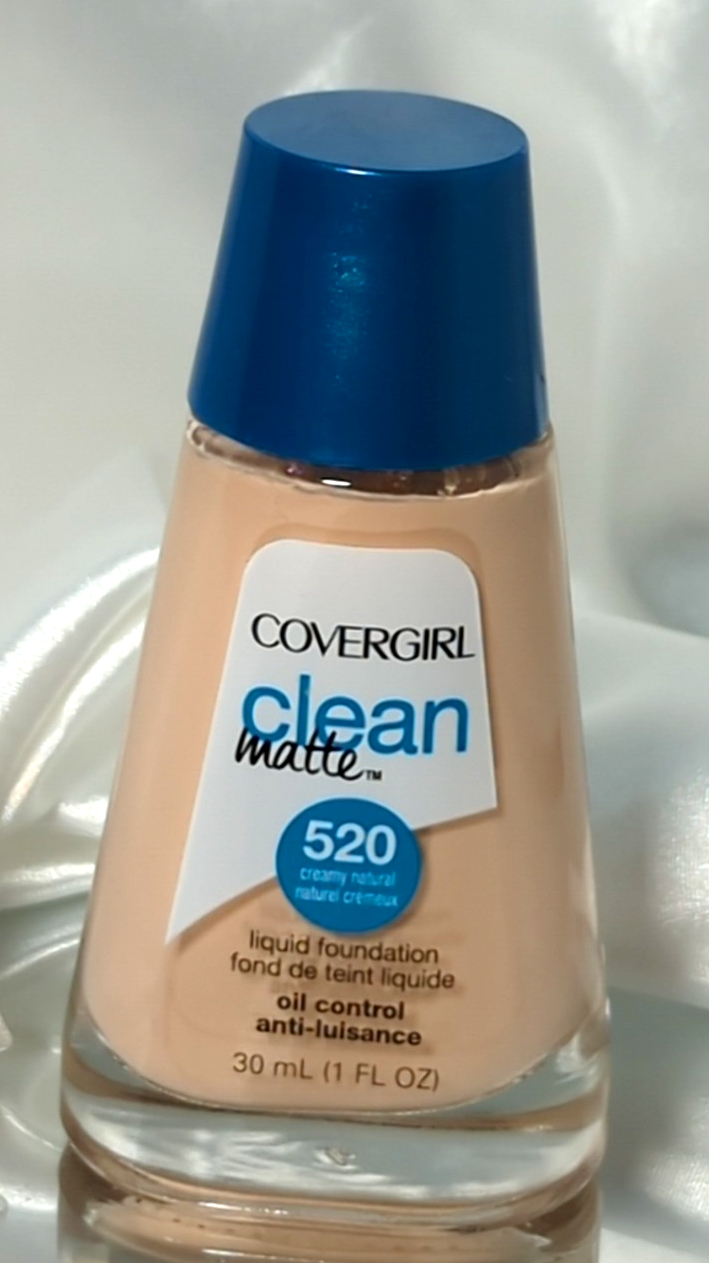 COVERGIRL
clean
matte™
520
creamy natural
naturel crémeux
liquid foundation
fond de teint liquide
oil control
anti-luisance
30 mL (1 FL OZ)